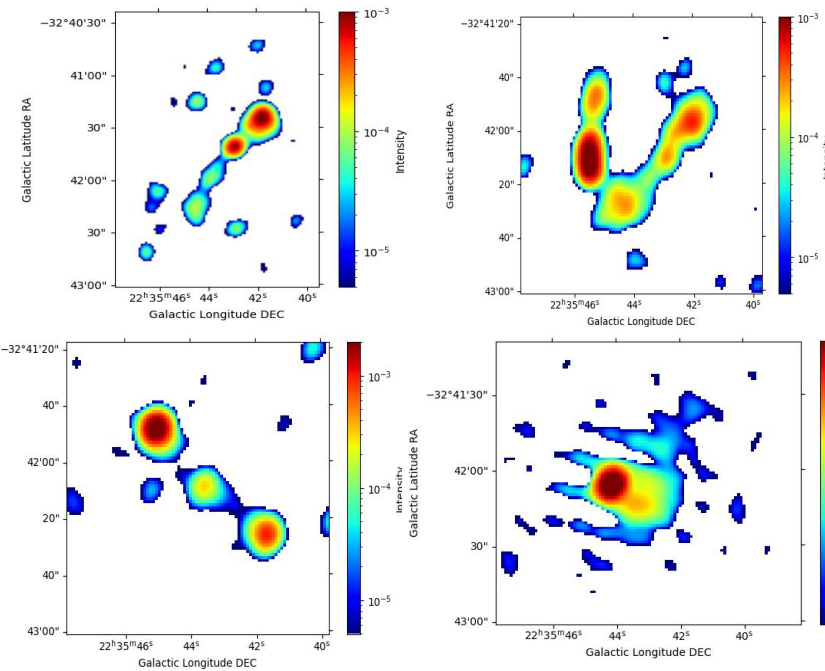 −32°40'30"
41'00"
30"
42'00"
30"
43'00"
22ʰ35ᵐ46ˢ 44ˢ 42ˢ 40ˢ
Galactic Longitude DEC
Galactic Latitude RA
10⁻³
10⁻⁴
10⁻⁵
Intensity
−32°41'20"
40"
42'00"
20"
40"
43'00"
22ʰ35ᵐ46ˢ 44ˢ 42ˢ 40ˢ
Galactic Longitude DEC
Galactic Latitude RA
10⁻³
10⁻⁴
10⁻⁵
−32°41'20"
40"
42'00"
20"
40"
43'00"
22ʰ35ᵐ46ˢ 44ˢ 42ˢ 40ˢ
Galactic Longitude DEC
10⁻³
10⁻⁴
10⁻⁵
Intensity
Galactic Latitude RA
−32°41'30"
42'00"
30"
43'00"
22ʰ35ᵐ46ˢ 44ˢ 42ˢ 40ˢ
Galactic Longitude DEC